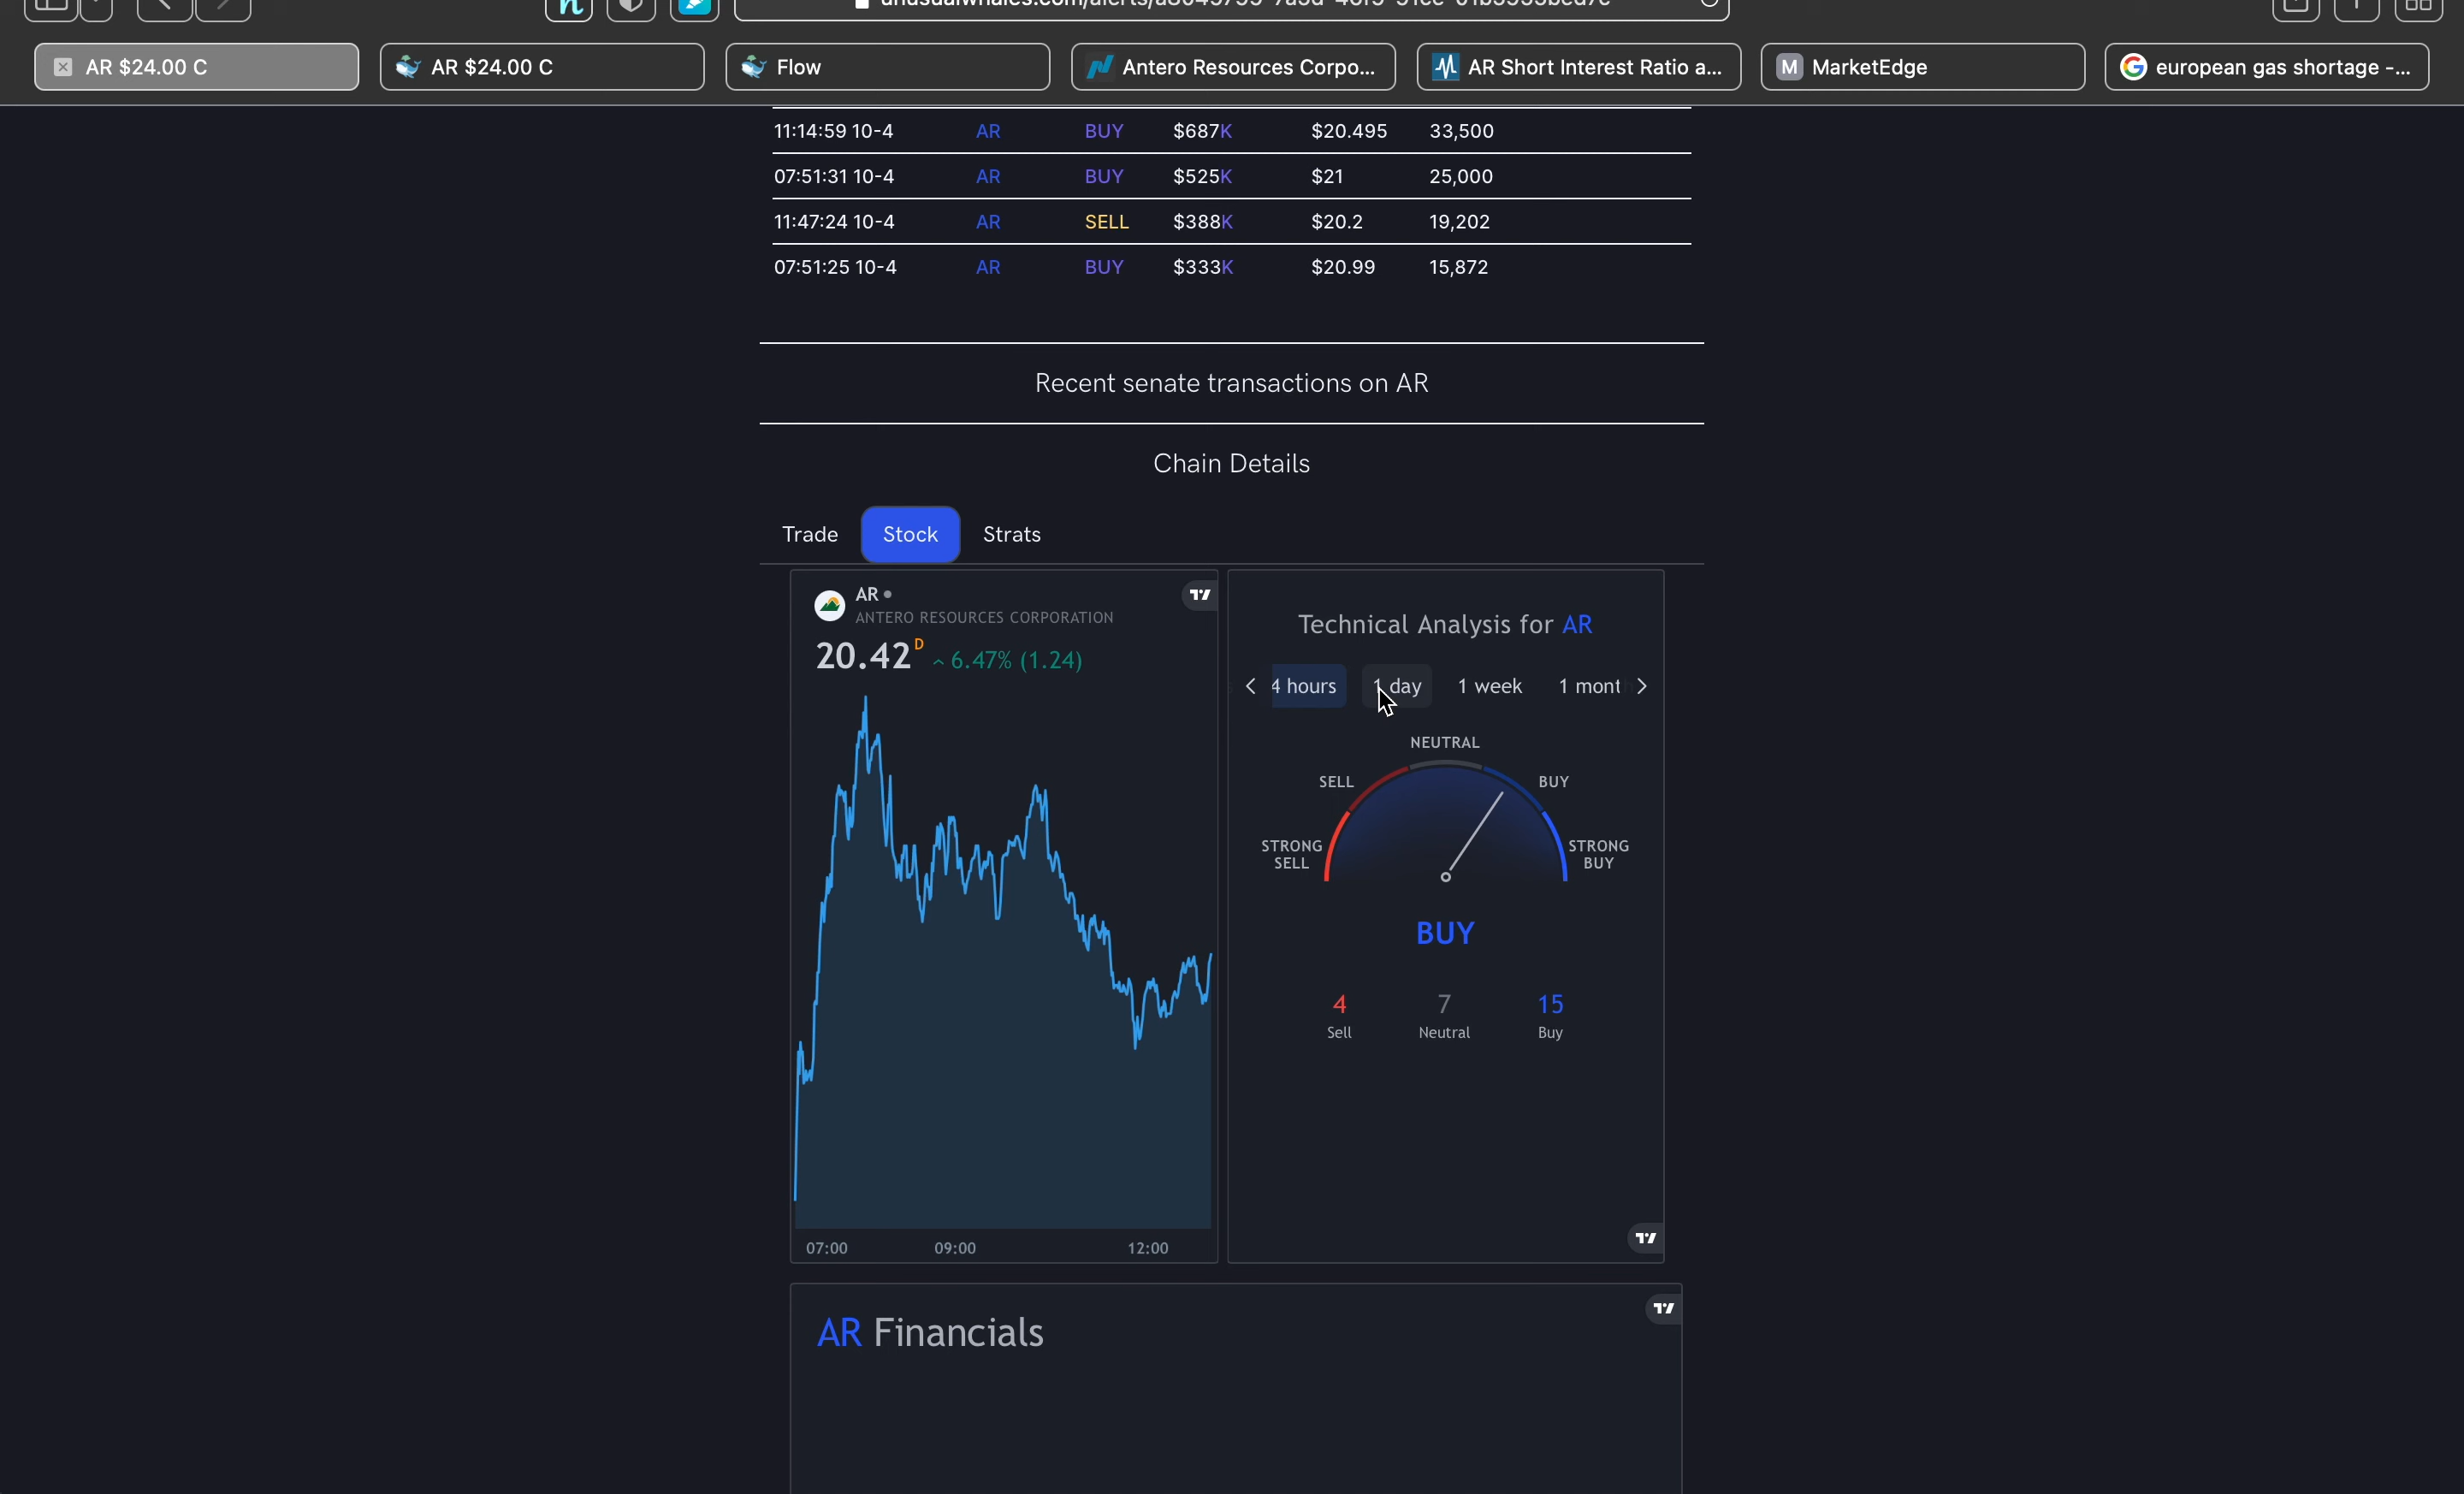 AR $24.00 C
AR $24.00 C
Flow
Antero Resources Corpo...
AR Short Interest Ratio a...
M MarketEdge
european gas shortage -...
11:14:59 10-4 AR BUY $687K $20.495 33,500
07:51:31 10-4 AR BUY $525K $21 25,000
11:47:24 10-4 AR SELL $388K $20.2 19,202
07:51:25 10-4 AR BUY $333K $20.99 15,872
Recent senate transactions on AR
Chain Details
Trade Stock Strats
AR
ANTERO RESOURCES CORPORATION
20.42 D 6.47% (1.24)
07:00 09:00 12:00
Technical Analysis for AR
4 hours 1 day 1 week 1 mont
NEUTRAL
SELL BUY
STRONG SELL
STRONG BUY
BUY
4 7 15
Sell Neutral Buy
AR Financials